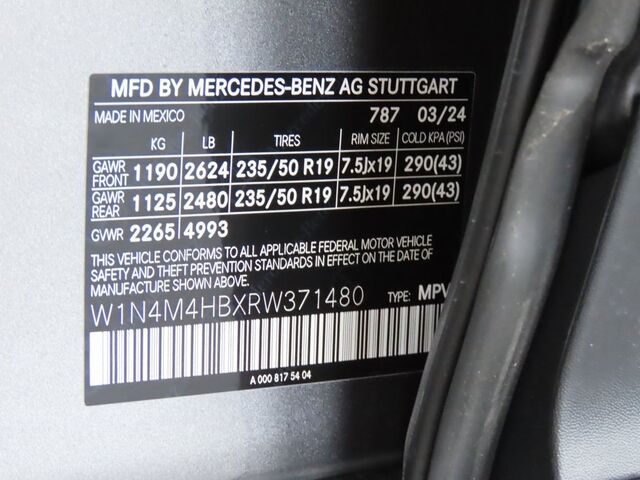 MFD BY MERCEDES-BENZ AG STUTTGART
MADE IN MEXICO 787 03/24
KG LB TIRES RIM SIZE COLD KPA (PSI)
GAWR FRONT 1190 2624 235/50 R19 7.5Jx19 290(43)
GAWR REAR 1125 2480 235/50 R19 7.5Jx19 290(43)
GVWR 2265 4993
THIS VEHICLE CONFORMS TO ALL APPLICABLE FEDERAL MOTOR VEHICLE
SAFETY AND THEFT PREVENTION STANDARDS IN EFFECT ON THE DATE OF
MANUFACTURE SHOWN ABOVE.
W1N4M4HBXRW371480 TYPE: MPV
A 000 817 54 04